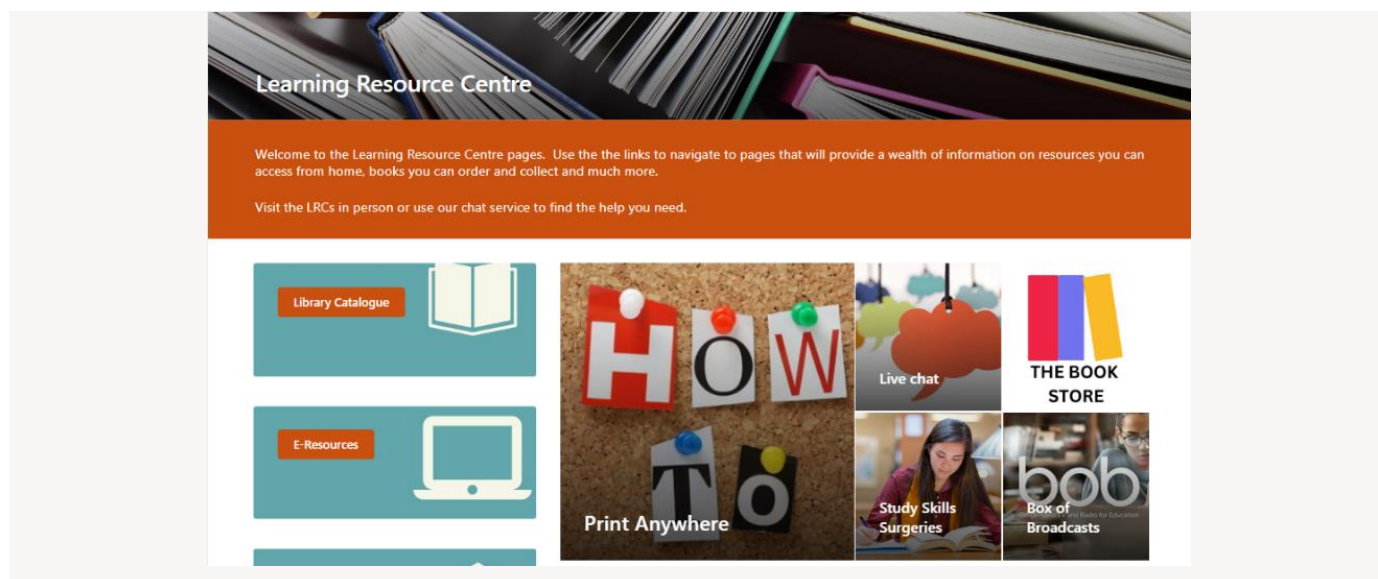 Learning Resource Centre
Welcome to the Learning Resource Centre pages.  Use the the links to navigate to pages that will provide a wealth of information on resources you can
access from home, books you can order and collect and much more.
Visit the LRCs in person or use our chat service to find the help you need.
Library Catalogue
E-Resources
HOW
TO
Print Anywhere
Live chat
THE BOOK
STORE
Study Skills
Surgeries
bob
Box of
Broadcasts